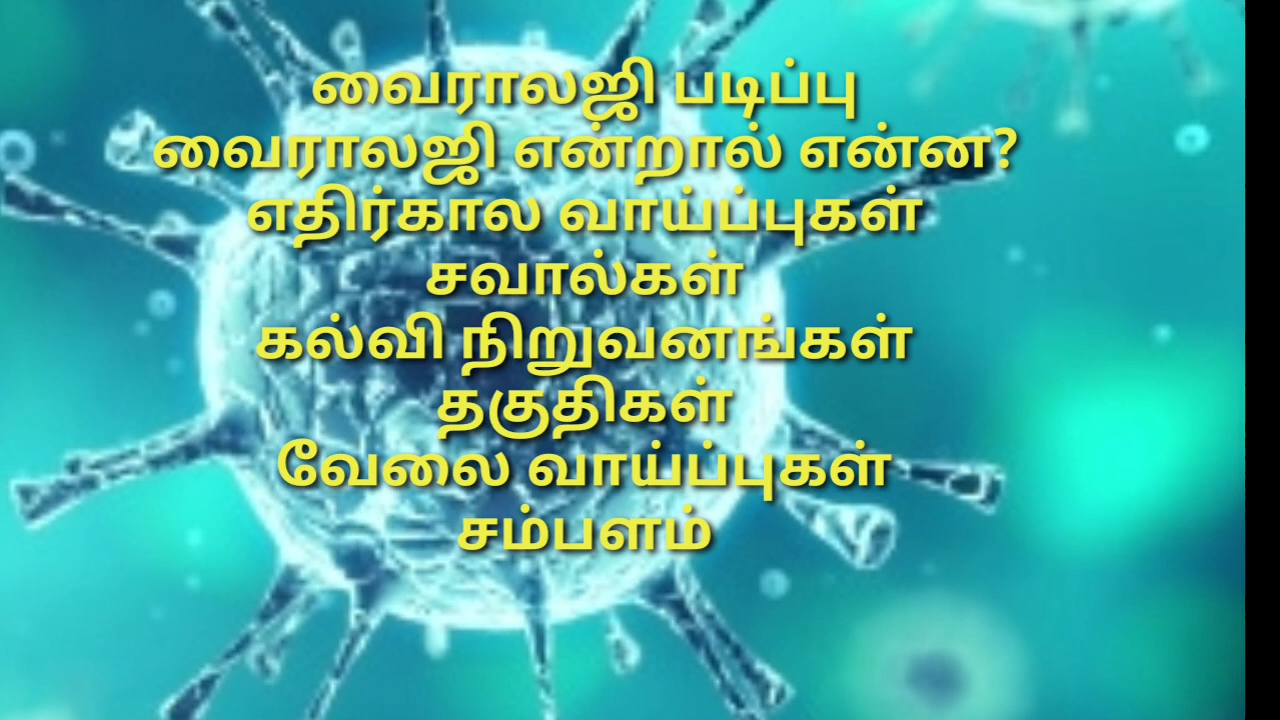 வைராலஜி படிப்பு
வைராலஜி என்றால் என்ன?
எதிர்கால வாய்ப்புகள்
சவால்கள்
கல்வி நிறுவனங்கள்
தகுதிகள்
வேலை வாய்ப்புகள்
சம்பளம்